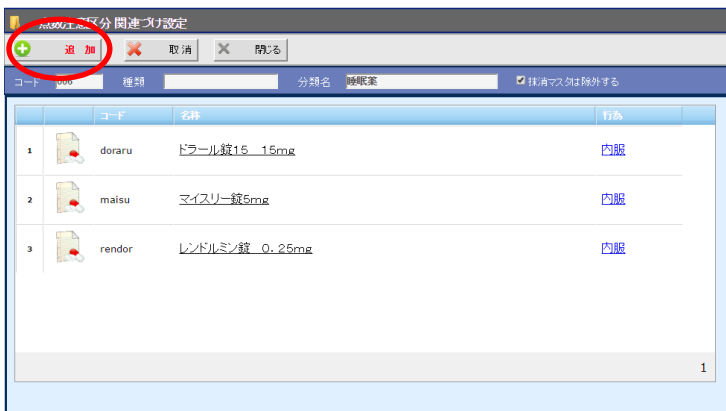 点数注意区分 関連づけ設定
追 加 取 消 閉じる
コード 006 種類 分類名 睡眠薬 抹消マスタは除外する
コード 名称 行為
1 doraru ドラール錠15 15mg 内服
2 maisu マイスリー錠5mg 内服
3 rendor レンドルミン錠 0.25mg 内服
1